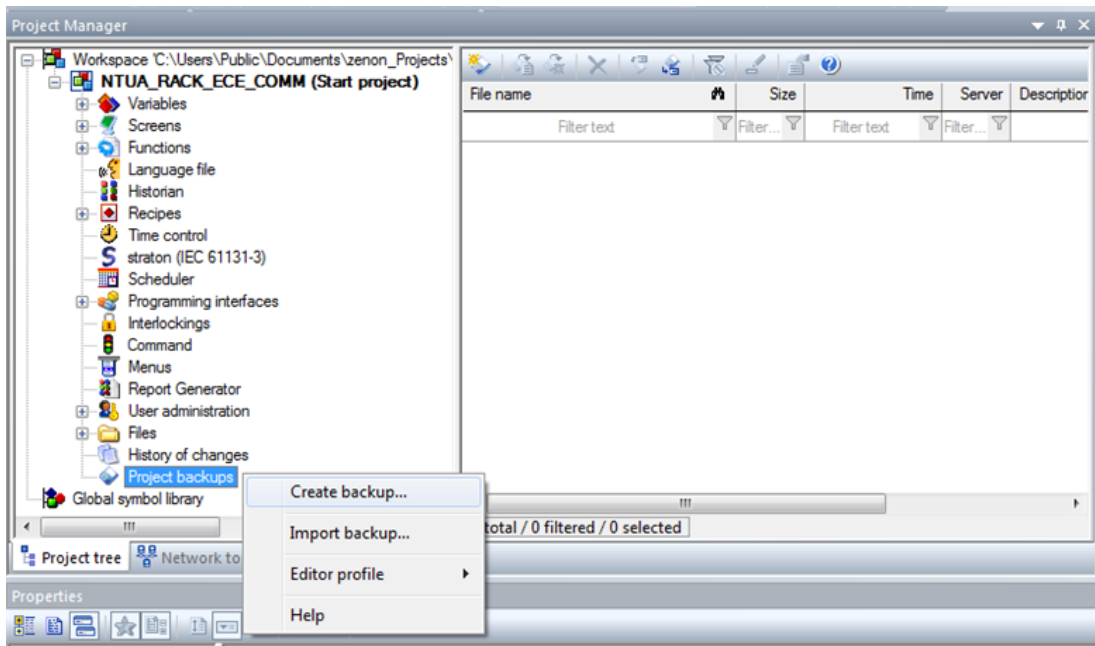 Project Manager
Workspace 'C:\Users\Public\Documents\zenon_Projects\
NTUA_RACK_ECE_COMM (Start project)
Variables
Screens
Functions
Language file
Historian
Recipes
Time control
straton (IEC 61131-3)
Scheduler
Programming interfaces
Interlockings
Command
Menus
Report Generator
User administration
Files
History of changes
Project backups
Global symbol library
Project tree
Network to
File name Size Time Server Description
Filter text Filter... Filter text Filter...
total / 0 filtered / 0 selected
Create backup...
Import backup...
Editor profile
Help
Properties